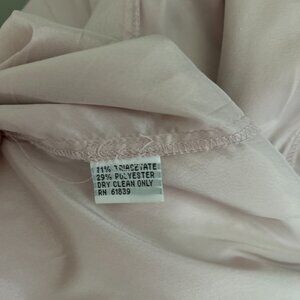 71% TRIACETATE
29% POLYESTER
DRY CLEAN ONLY
RN 61839